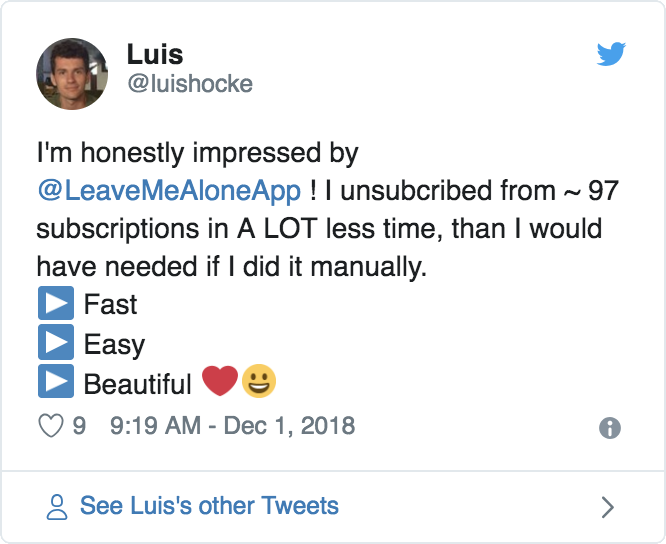 Luis
@luishocke
I'm honestly impressed by
@LeaveMeAloneApp ! I unsubcribed from ~ 97
subscriptions in A LOT less time, than I would
have needed if I did it manually.
▶️ Fast
▶️ Easy
▶️ Beautiful ❤️😀
9 9:19 AM - Dec 1, 2018
See Luis's other Tweets